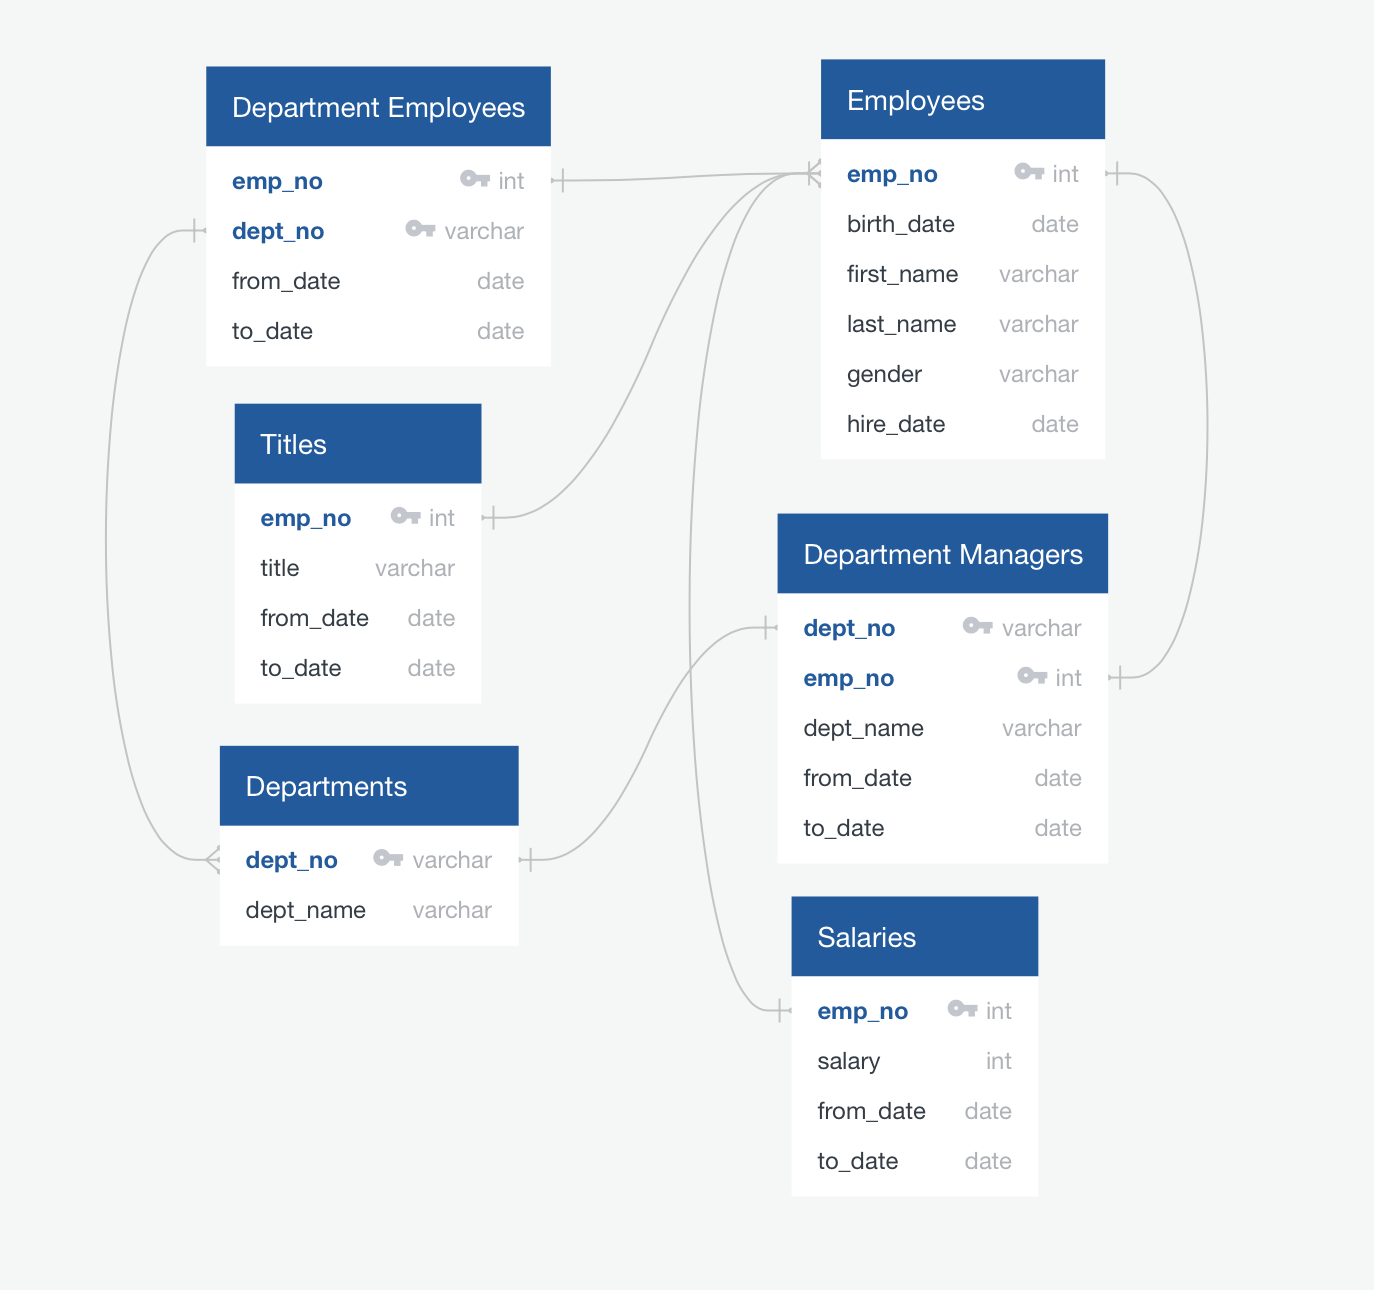 Department Employees
emp_no int
dept_no varchar
from_date date
to_date date
Employees
emp_no int
birth_date date
first_name varchar
last_name varchar
gender varchar
hire_date date
Titles
emp_no int
title varchar
from_date date
to_date date
Department Managers
dept_no varchar
emp_no int
dept_name varchar
from_date date
to_date date
Departments
dept_no varchar
dept_name varchar
Salaries
emp_no int
salary int
from_date date
to_date date